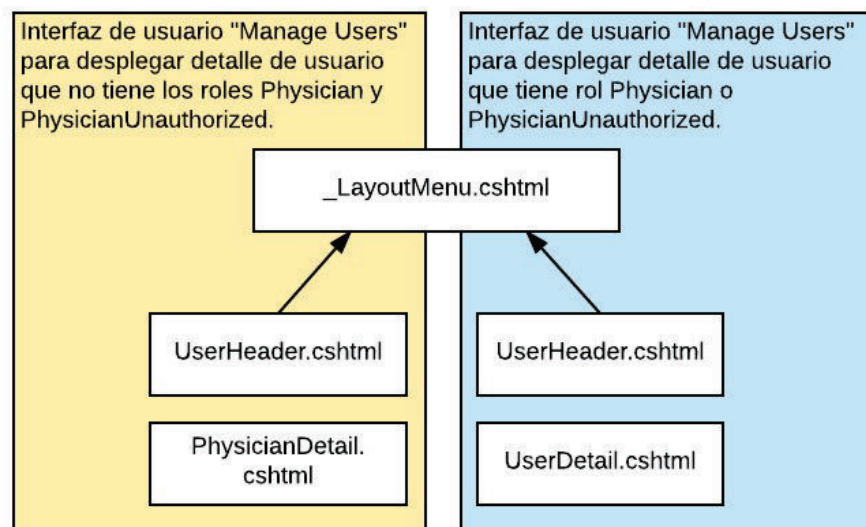 Interfaz de usuario "Manage Users"
para desplegar detalle de usuario
que no tiene los roles Physician y
PhysicianUnauthorized.
Interfaz de usuario "Manage Users"
para desplegar detalle de usuario
que tiene rol Physician o
PhysicianUnauthorized.
_LayoutMenu.cshtml
UserHeader.cshtml
UserHeader.cshtml
PhysicianDetail.
cshtml
UserDetail.cshtml